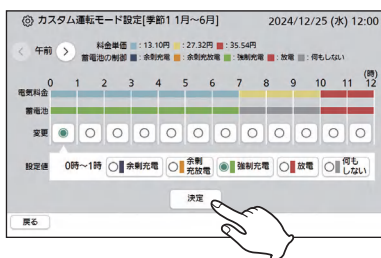 カスタム運転モード設定[季節1 1月~6月] 2024/12/25 (水) 12:00
午前 料金単価 : 13.10円 : 27.32円 : 35.54円
蓄電池の制御 : 余剰充電 : 余剰充放電 : 強制充電 : 放電 : 何もしない
(時)
0 1 2 3 4 5 6 7 8 9 10 11 12
電気料金
蓄電池
変更
設定値 0時~1時 余剰充電 余剰充放電 強制充電 放電 何もしない
決定
戻る